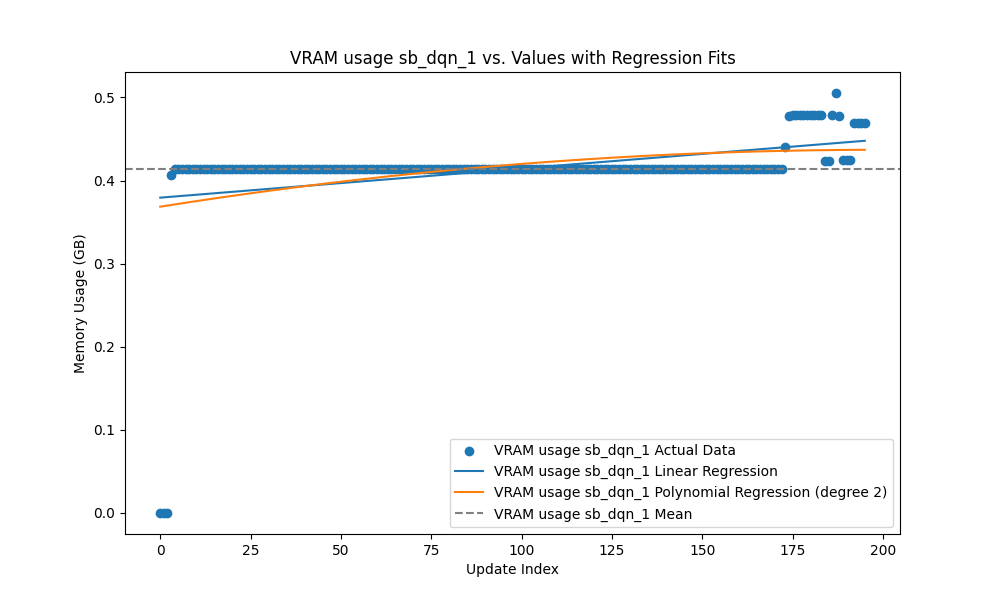 VRAM usage sb_dqn_1 vs. Values with Regression Fits
Memory Usage (GB)
0.5
0.4
0.3
0.2
0.1
0.0
VRAM usage sb_dqn_1 Actual Data
VRAM usage sb_dqn_1 Linear Regression
VRAM usage sb_dqn_1 Polynomial Regression (degree 2)
VRAM usage sb_dqn_1 Mean
0 25 50 75 100 125 150 175 200
Update Index